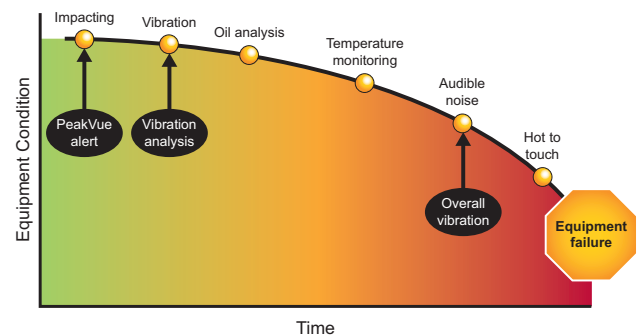 Impacting
Vibration
Oil analysis
Temperature
monitoring
Audible
noise
Hot to
touch
PeakVue
alert
Vibration
analysis
Overall
vibration
Equipment
failure
Equipment Condition
Time